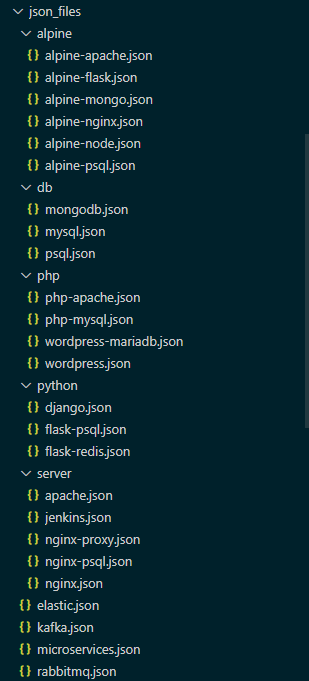 json_files
alpine
{} alpine-apache.json
{} alpine-flask.json
{} alpine-mongo.json
{} alpine-nginx.json
{} alpine-node.json
{} alpine-psql.json
db
{} mongodb.json
{} mysql.json
{} psql.json
php
{} php-apache.json
{} php-mysql.json
{} wordpress-mariadb.json
{} wordpress.json
python
{} django.json
{} flask-psql.json
{} flask-redis.json
server
{} apache.json
{} jenkins.json
{} nginx-proxy.json
{} nginx-psql.json
{} nginx.json
{} elastic.json
{} kafka.json
{} microservices.json
{} rabbitmq.json